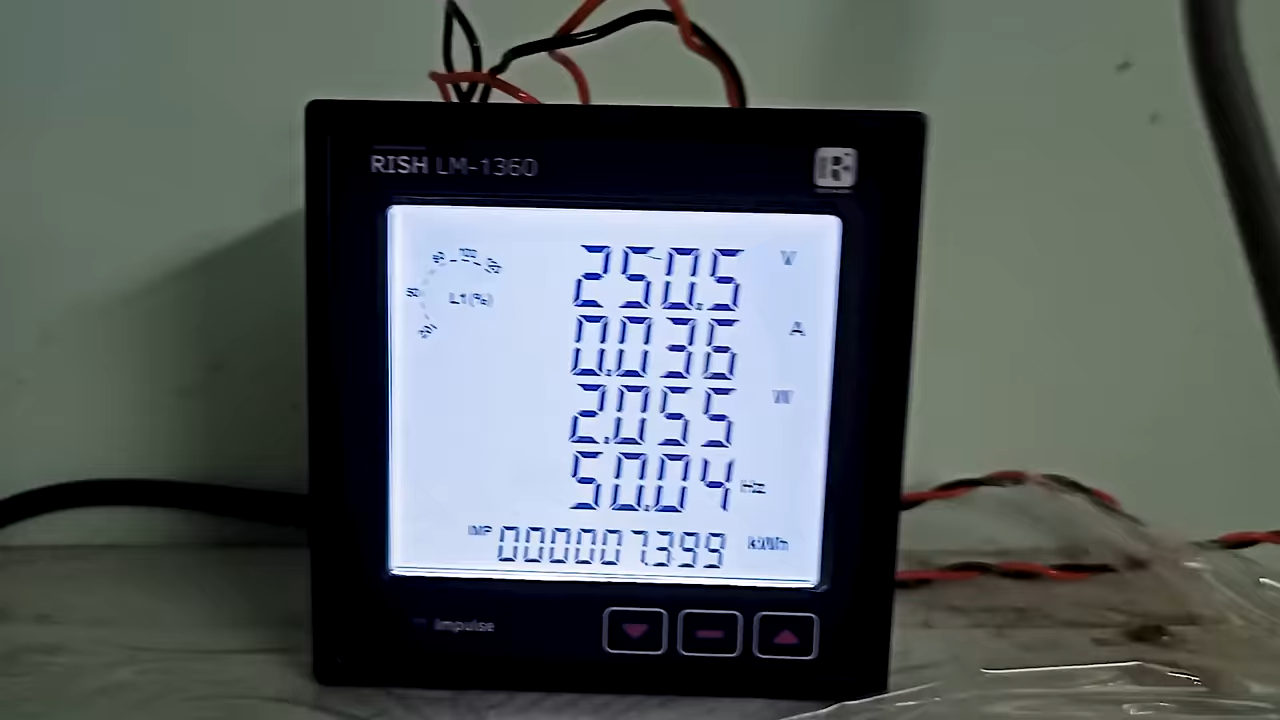 RISH LM-1360
R
250.5 V
L1(%)
0.036 A
2.055 W
50.04 Hz
IMP 000007.399 kWh
Impulse